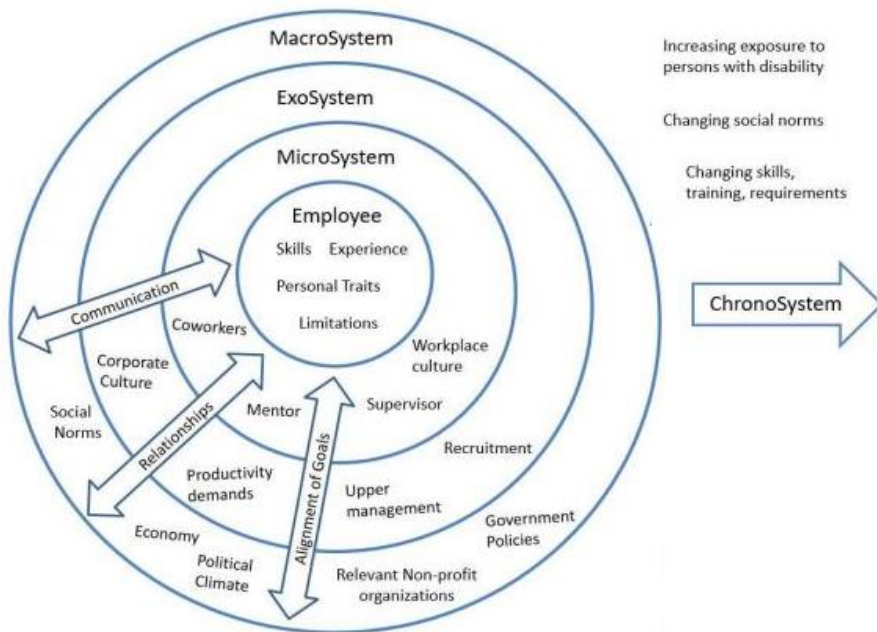 MacroSystem
ExoSystem
MicroSystem
Employee
Skills Experience
Personal Traits
Limitations
Communication
Coworkers
Workplace
culture
Corporate
Culture
Mentor
Supervisor
Social
Norms
Relationships
Alignment of Goals
Recruitment
Productivity
demands
Upper
management
Government
Policies
Economy
Political
Climate
Relevant Non-profit
organizations
Increasing exposure to
persons with disability
Changing social norms
Changing skills,
training, requirements
ChronoSystem